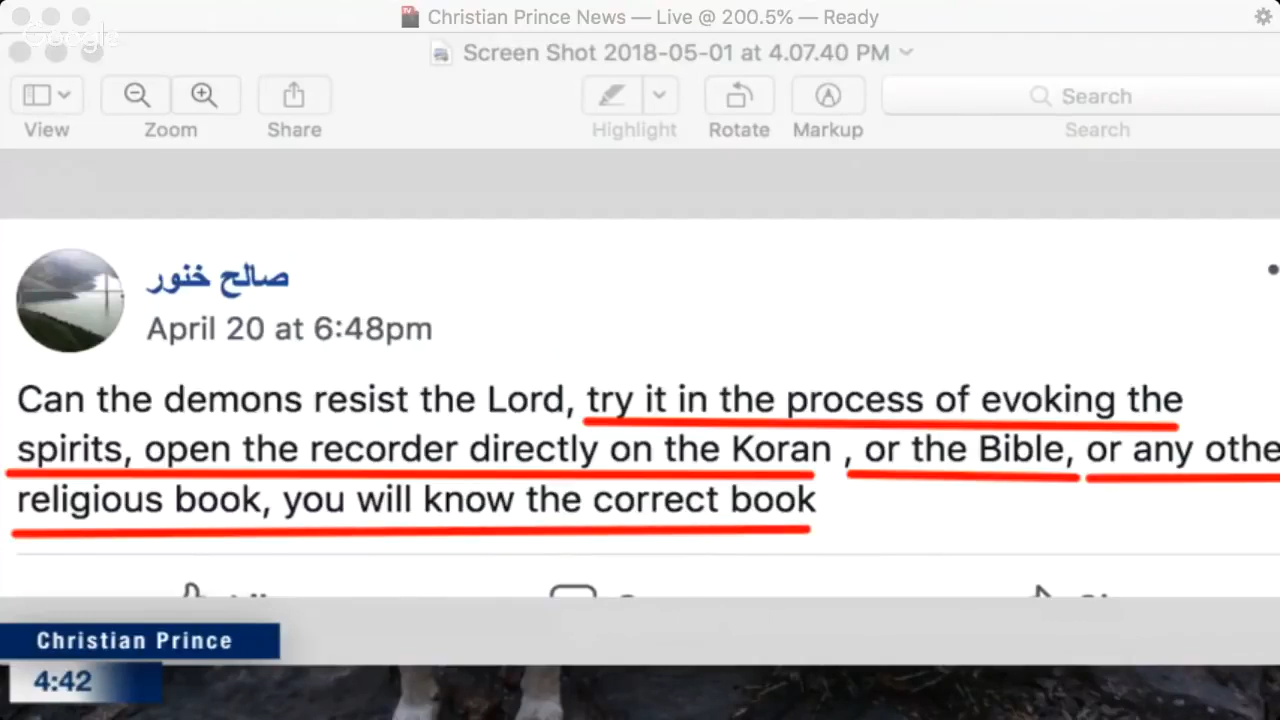 Christian Prince News — Live @ 200.5% — Ready
Google
Screen Shot 2018-05-01 at 4.07.40 PM
Search
View
Zoom
Share
Highlight
Rotate
Markup
Search
صالح خنور
April 20 at 6:48pm
Can the demons resist the Lord, try it in the process of evoking the
spirits, open the recorder directly on the Koran , or the Bible, or any othe
religious book, you will know the correct book
Christian Prince
4:42